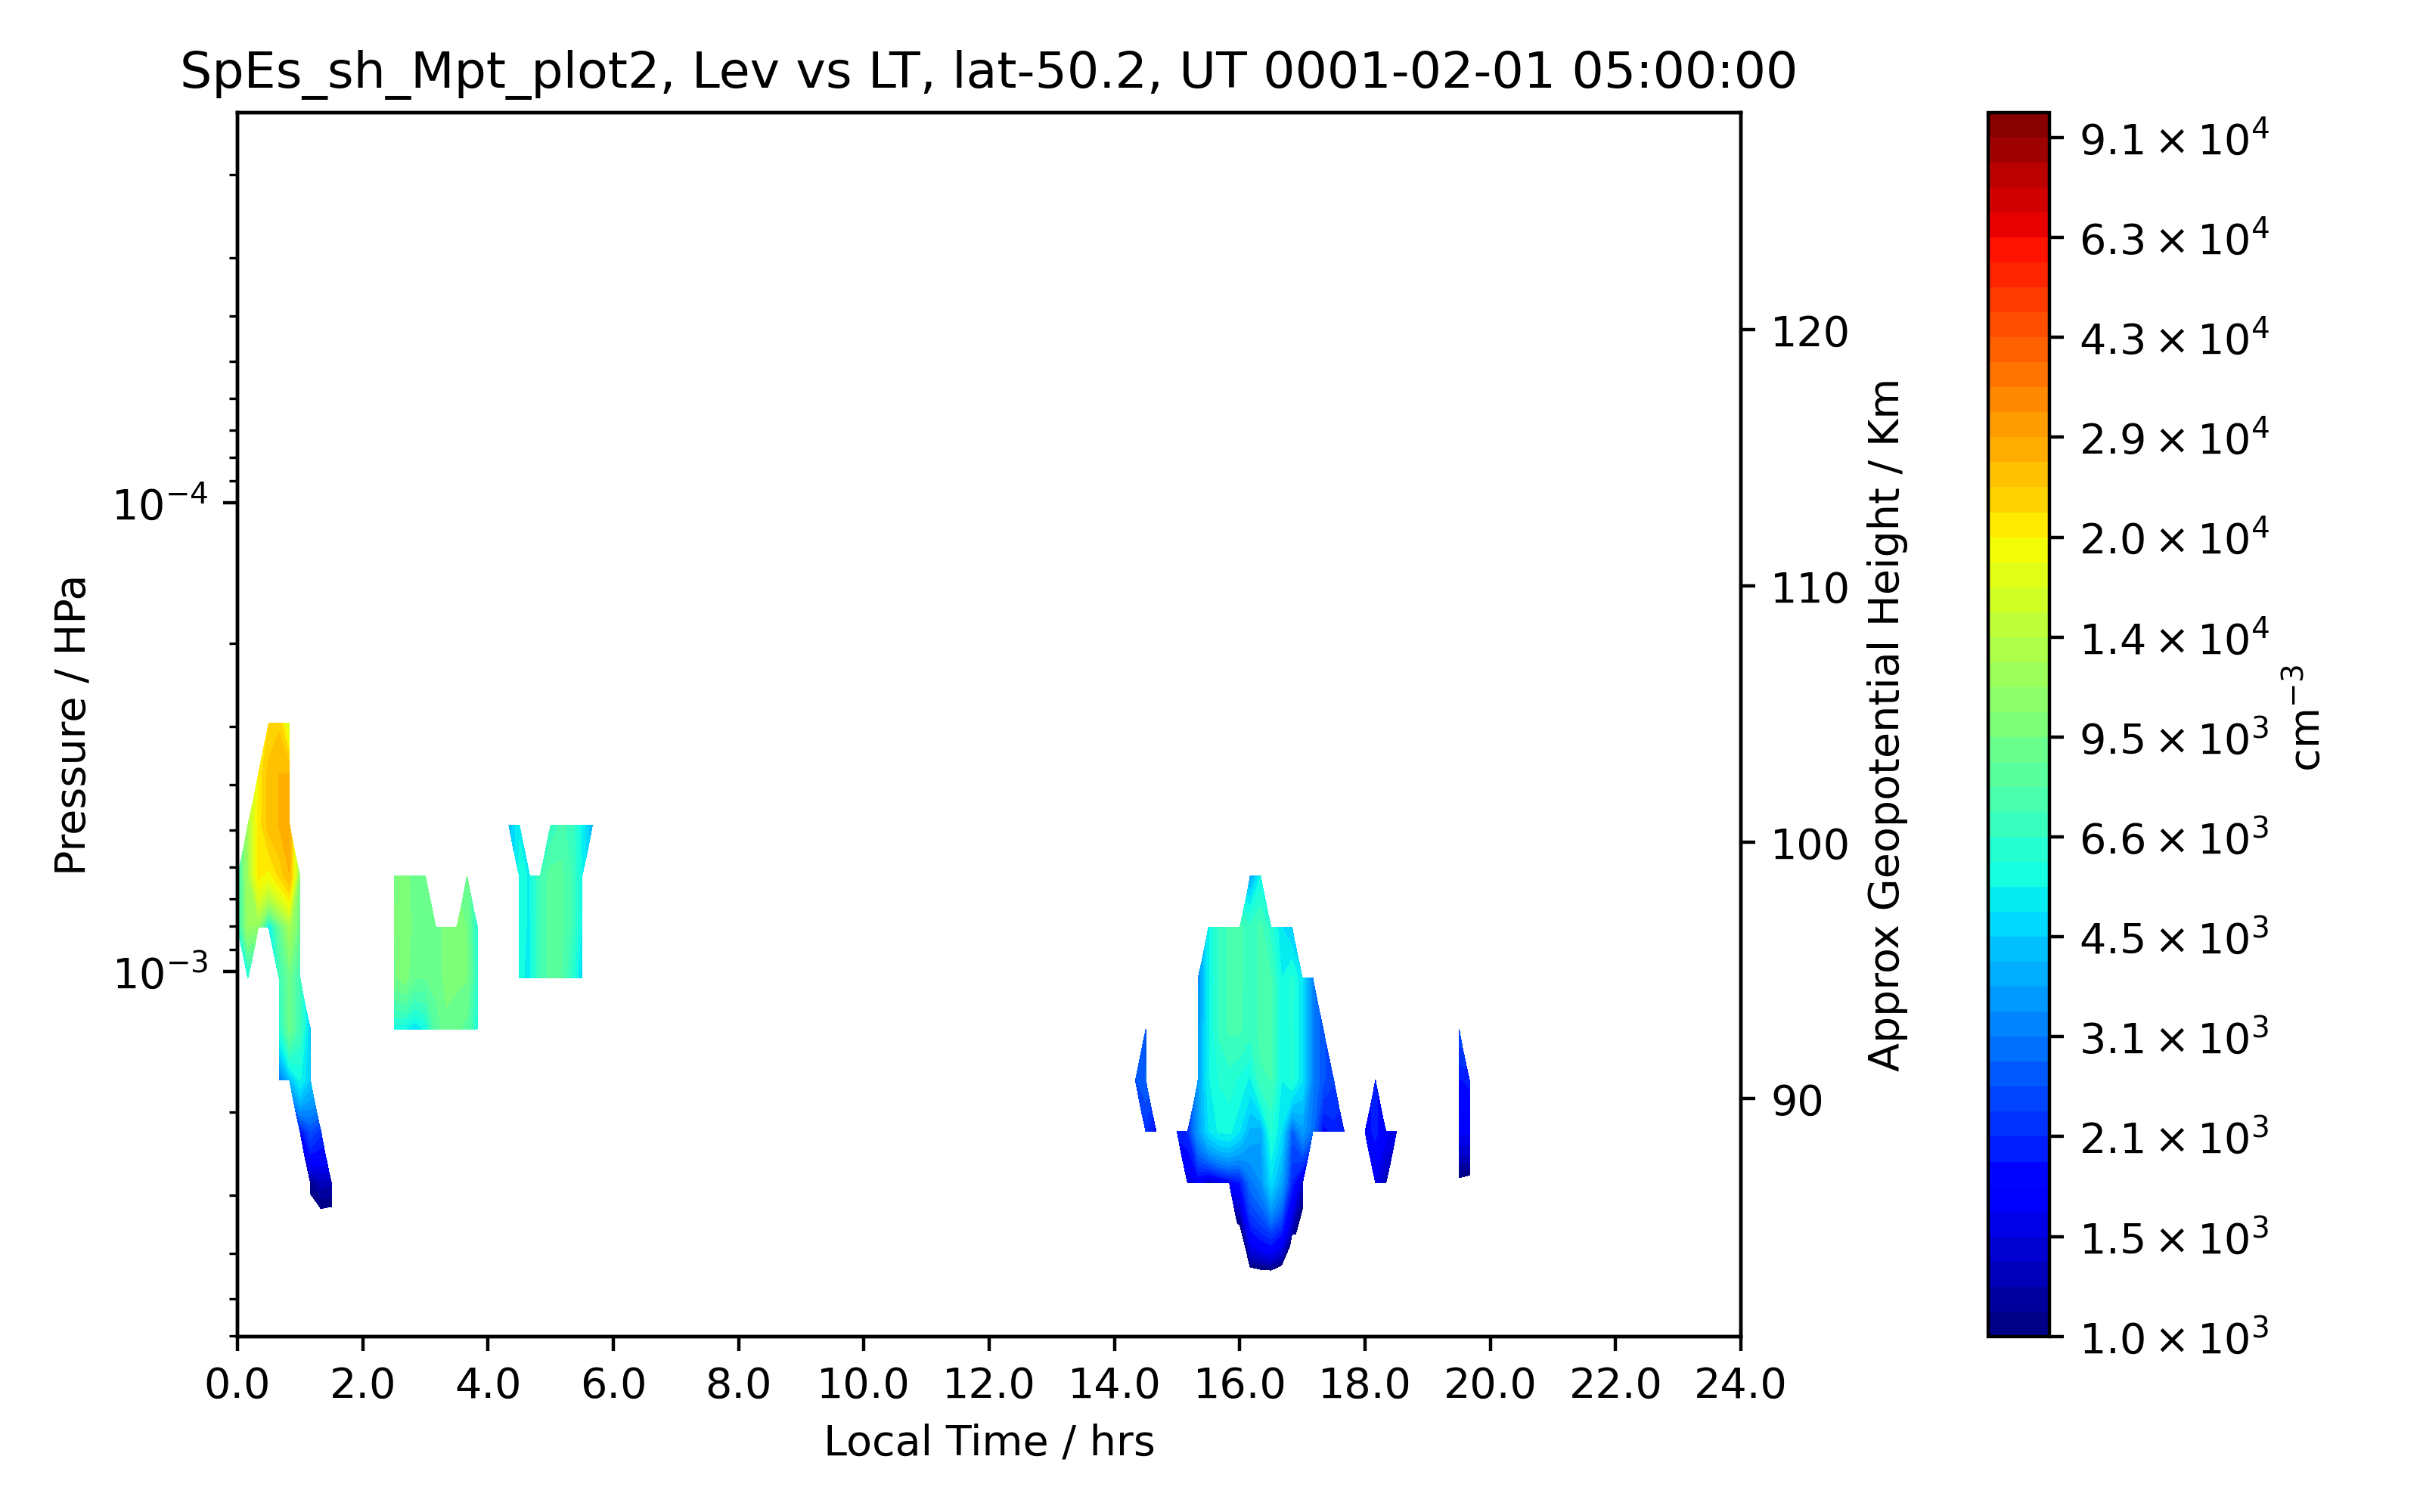 SpEs_sh_Mpt_plot2, Lev vs LT, lat-50.2, UT 0001-02-01 05:00:00
Pressure / HPa
10⁻⁴
10⁻³
0.0 2.0 4.0 6.0 8.0 10.0 12.0 14.0 16.0 18.0 20.0 22.0 24.0
Local Time / hrs
120
110
100
90
Approx Geopotential Height / Km
9.1 × 10⁴
6.3 × 10⁴
4.3 × 10⁴
2.9 × 10⁴
2.0 × 10⁴
1.4 × 10⁴
9.5 × 10³
6.6 × 10³
4.5 × 10³
3.1 × 10³
2.1 × 10³
1.5 × 10³
1.0 × 10³
cm⁻³